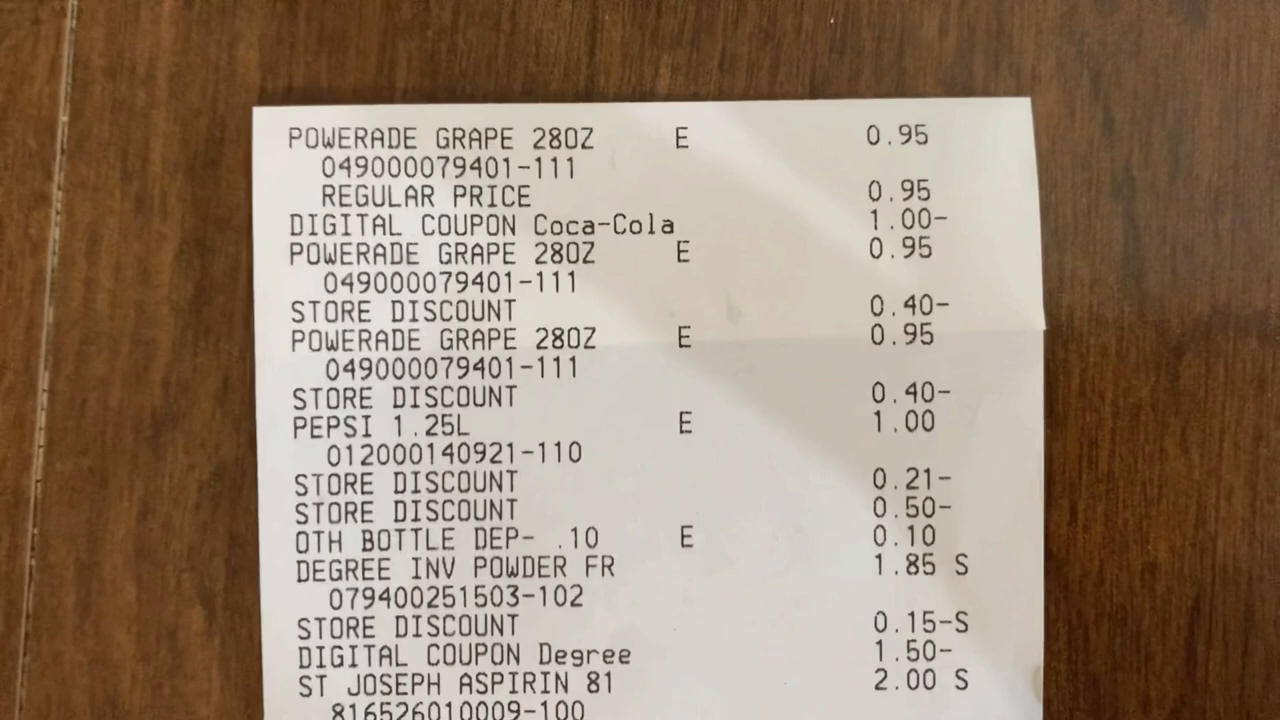 POWERADE GRAPE 28OZ E 0.95
049000079401-111
REGULAR PRICE 0.95
DIGITAL COUPON Coca-Cola 1.00-
POWERADE GRAPE 28OZ E 0.95
049000079401-111
STORE DISCOUNT 0.40-
POWERADE GRAPE 28OZ E 0.95
049000079401-111
STORE DISCOUNT 0.40-
PEPSI 1.25L E 1.00
012000140921-110
STORE DISCOUNT 0.21-
STORE DISCOUNT 0.50-
OTH BOTTLE DEP- .10 E 0.10
DEGREE INV POWDER FR 1.85 S
079400251503-102
STORE DISCOUNT 0.15-S
DIGITAL COUPON Degree 1.50-
ST JOSEPH ASPIRIN 81 2.00 S
816526010009-100